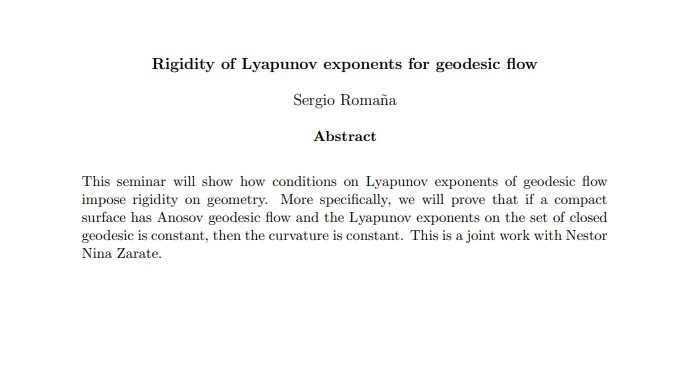 Rigidity of Lyapunov exponents for geodesic flow
Sergio Romaña
Abstract
This seminar will show how conditions on Lyapunov exponents of geodesic flow
impose rigidity on geometry. More specifically, we will prove that if a compact
surface has Anosov geodesic flow and the Lyapunov exponents on the set of closed
geodesic is constant, then the curvature is constant. This is a joint work with Nestor
Nina Zarate.